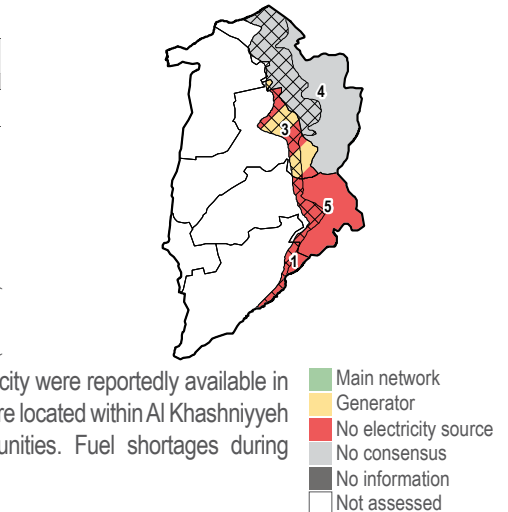 4
3
5
1
city were reportedly available in
re located within Al Khashniyyeh
unities. Fuel shortages during
Main network
Generator
No electricity source
No consensus
No information
Not assessed